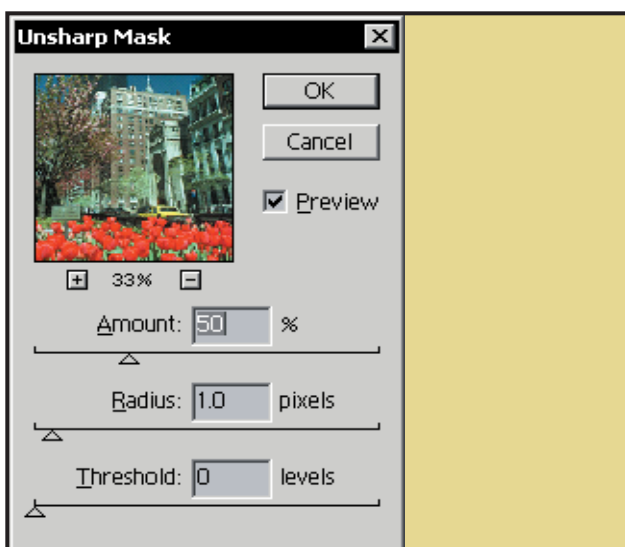 Unsharp Mask
OK
Cancel
Preview
33%
Amount: 50 %
Radius: 1.0 pixels
Threshold: 0 levels